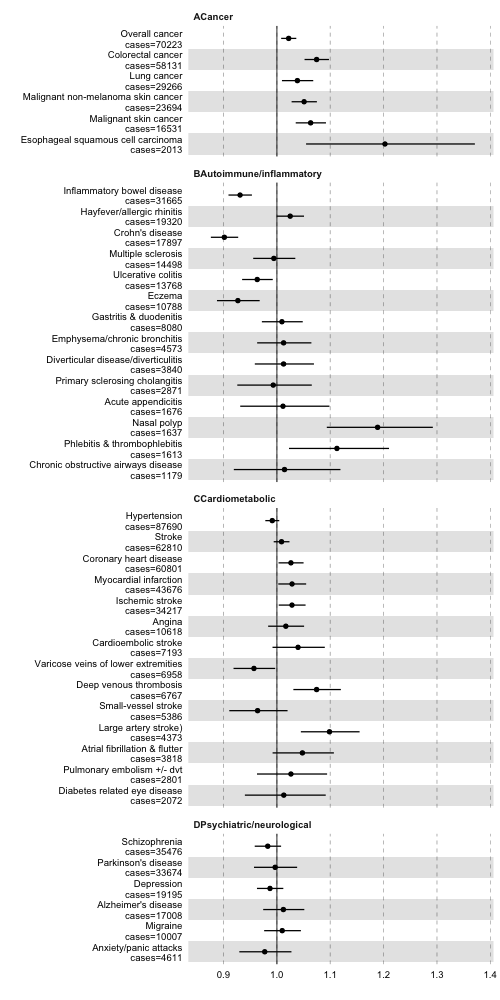 ACancer
Overall cancer
cases=70223
Colorectal cancer
cases=58131
Lung cancer
cases=29266
Malignant non-melanoma skin cancer
cases=23694
Malignant skin cancer
cases=16531
Esophageal squamous cell carcinoma
cases=2013
BAutoimmune/inflammatory
Inflammatory bowel disease
cases=31665
Hayfever/allergic rhinitis
cases=19320
Crohn's disease
cases=17897
Multiple sclerosis
cases=14498
Ulcerative colitis
cases=13768
Eczema
cases=10788
Gastritis & duodenitis
cases=8080
Emphysema/chronic bronchitis
cases=4573
Diverticular disease/diverticulitis
cases=3840
Primary sclerosing cholangitis
cases=2871
Acute appendicitis
cases=1676
Nasal polyp
cases=1637
Phlebitis & thrombophlebitis
cases=1613
Chronic obstructive airways disease
cases=1179
CCardiometabolic
Hypertension
cases=87690
Stroke
cases=62810
Coronary heart disease
cases=60801
Myocardial infarction
cases=43676
Ischemic stroke
cases=34217
Angina
cases=10618
Cardioembolic stroke
cases=7193
Varicose veins of lower extremities
cases=6958
Deep venous thrombosis
cases=6767
Small-vessel stroke
cases=5386
Large artery stroke)
cases=4373
Atrial fibrillation & flutter
cases=3818
Pulmonary embolism +/- dvt
cases=2801
Diabetes related eye disease
cases=2072
DPsychiatric/neurological
Schizophrenia
cases=35476
Parkinson's disease
cases=33674
Depression
cases=19195
Alzheimer's disease
cases=17008
Migraine
cases=10007
Anxiety/panic attacks
cases=4611
0.9 1.0 1.1 1.2 1.3 1.4